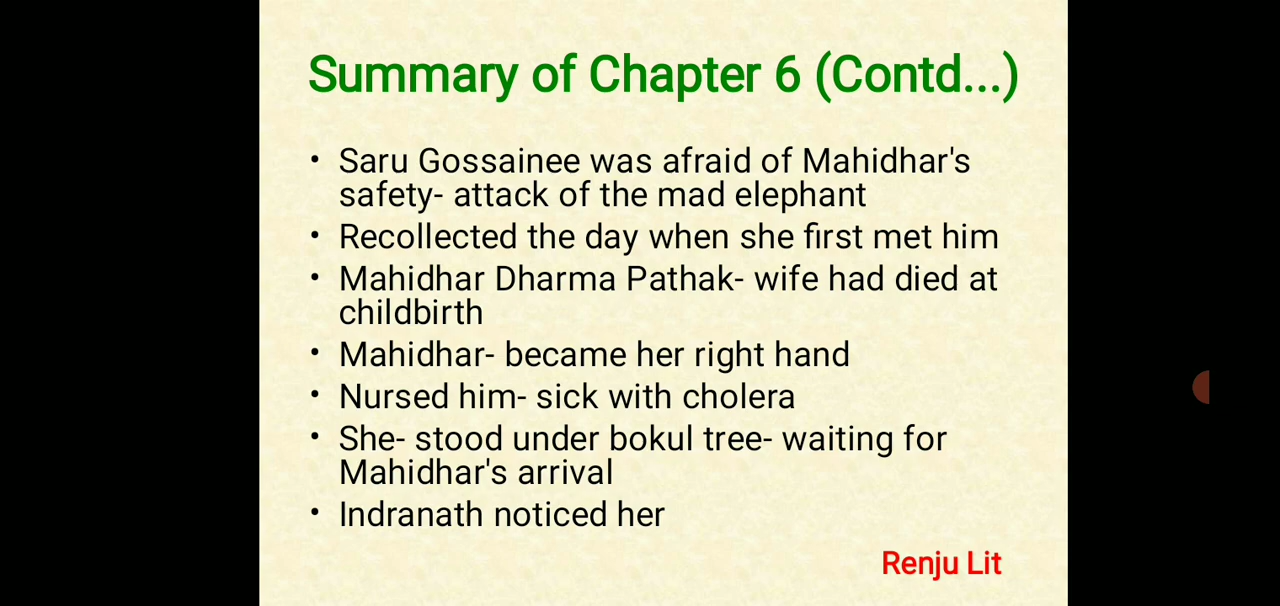 Summary of Chapter 6 (Contd...)
• Saru Gossainee was afraid of Mahidhar's
safety- attack of the mad elephant
• Recollected the day when she first met him
• Mahidhar Dharma Pathak- wife had died at
childbirth
• Mahidhar- became her right hand
• Nursed him- sick with cholera
• She- stood under bokul tree- waiting for
Mahidhar's arrival
• Indranath noticed her
Renju Lit